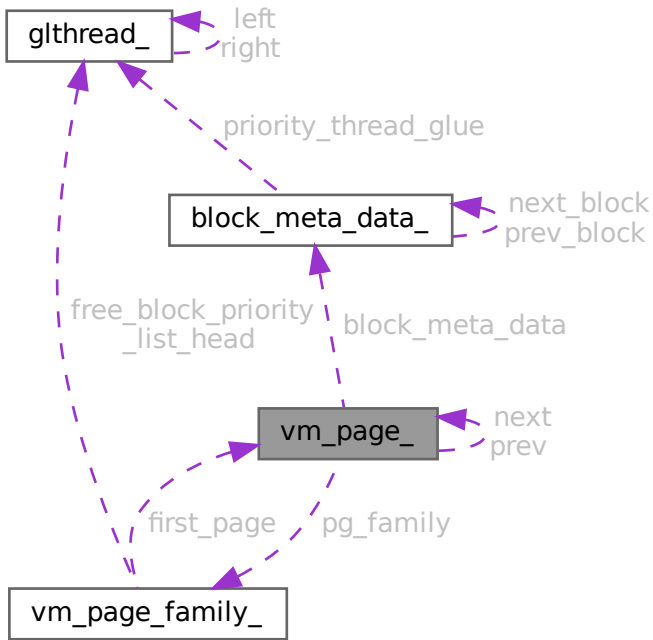 glthread_
left
right
priority_thread_glue
block_meta_data_
next_block
prev_block
free_block_priority
_list_head
block_meta_data
vm_page_
next
prev
first_page
pg_family
vm_page_family_